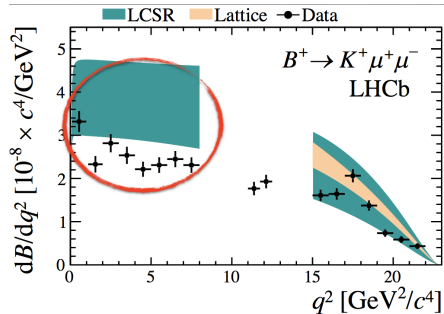 LCSR Lattice Data
B⁺ → K⁺μ⁺μ⁻
LHCb
dB/dq² [10⁻⁸ × c⁴/GeV²]
5
4
3
2
1
0
0 5 10 15 20
q² [GeV²/c⁴]